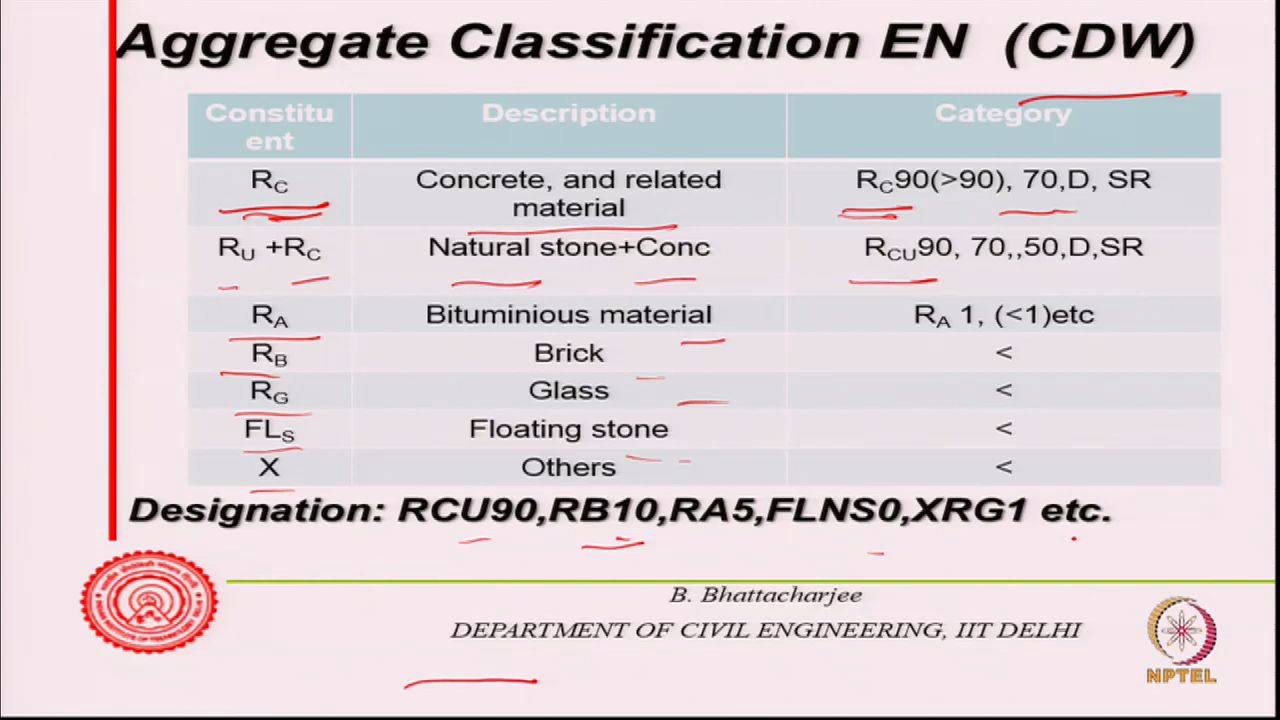 Aggregate Classification EN (CDW)
Constitu
ent
Description
Category
RC
Concrete, and related
material
RC90(>90), 70,D, SR
RU +RC
Natural stone+Conc
RCU90, 70,,50,D,SR
RA
Bituminious material
RA 1, (<1)etc
RB
Brick
<
RG
Glass
<
FLS
Floating stone
<
X
Others
<
Designation: RCU90,RB10,RA5,FLNS0,XRG1 etc.
B. Bhattacharjee
DEPARTMENT OF CIVIL ENGINEERING, IIT DELHI
NPTEL